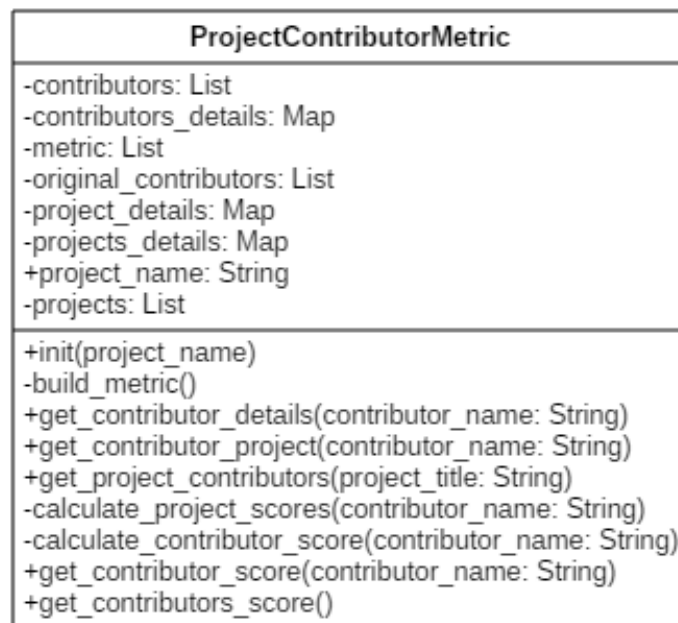 ProjectContributorMetric
-contributors: List
-contributors_details: Map
-metric: List
-original_contributors: List
-project_details: Map
-projects_details: Map
+project_name: String
-projects: List
+init(project_name)
-build_metric()
+get_contributor_details(contributor_name: String)
+get_contributor_project(contributor_name: String)
+get_project_contributors(project_title: String)
-calculate_project_scores(contributor_name: String)
-calculate_contributor_score(contributor_name: String)
+get_contributor_score(contributor_name: String)
+get_contributors_score()